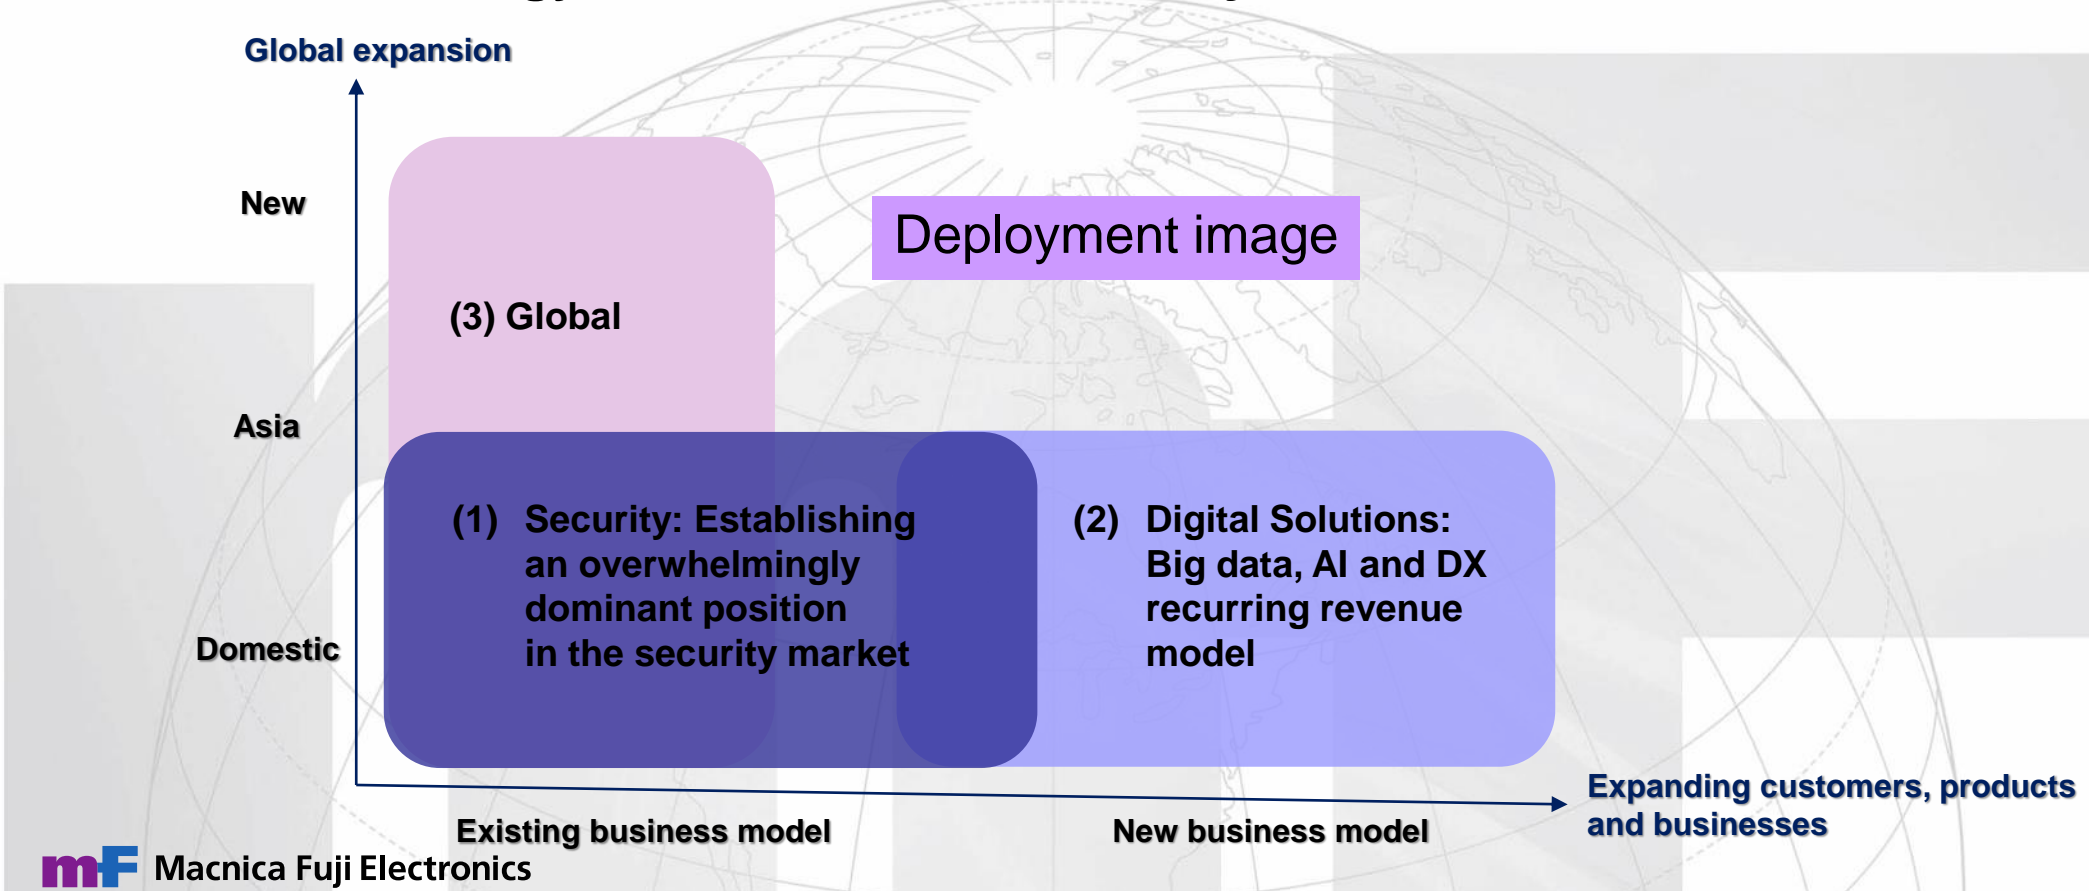 Global expansion
New
Deployment image
(3) Global
Asia
(1) Security: Establishing
an overwhelmingly
dominant position
in the security market
(2) Digital Solutions:
Big data, AI and DX
recurring revenue
model
Domestic
Expanding customers, products
and businesses
Existing business model
New business model
mF Macnica Fuji Electronics